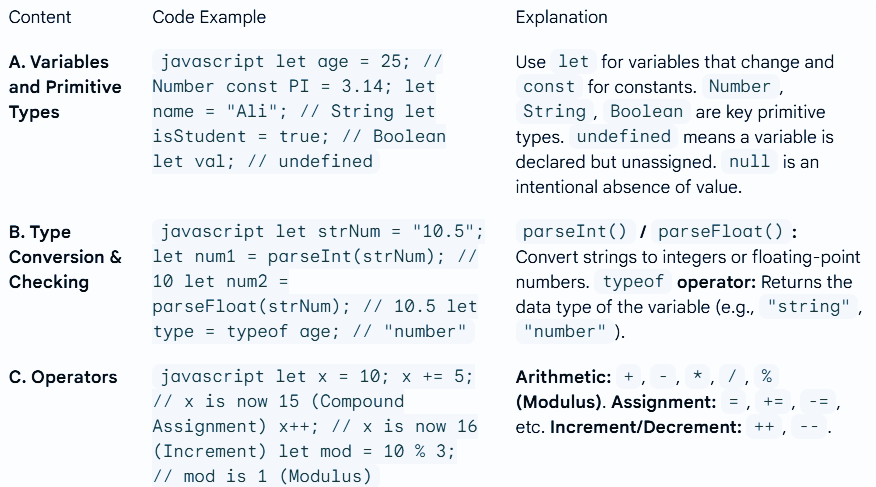 Content Code Example Explanation
A. Variables
and Primitive
Types
javascript let age = 25; //
Number const PI = 3.14; let
name = "Ali"; // String let
isStudent = true; // Boolean
let val; // undefined
Use let for variables that change and
const for constants. Number ,
String , Boolean are key primitive
types. undefined means a variable is
declared but unassigned. null is an
intentional absence of value.
B. Type
Conversion &
Checking
javascript let strNum = "10.5";
let num1 = parseInt(strNum); //
10 let num2 =
parseFloat(strNum); // 10.5 let
type = typeof age; // "number"
parseInt() / parseFloat() :
Convert strings to integers or floating-point
numbers. typeof operator: Returns the
data type of the variable (e.g., "string" ,
"number" ).
C. Operators
javascript let x = 10; x += 5;
// x is now 15 (Compound
Assignment) x++; // x is now 16
(Increment) let mod = 10 % 3;
// mod is 1 (Modulus)
Arithmetic: + , - , * , / , %
(Modulus). Assignment: = , += , -= ,
etc. Increment/Decrement: ++ , -- .